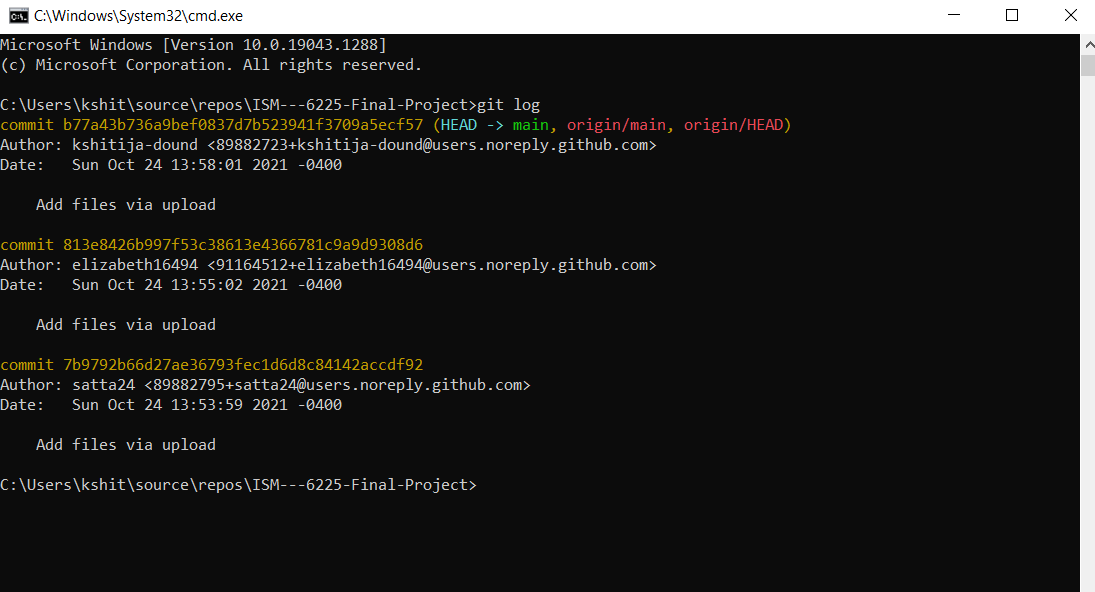 C:\Windows\System32\cmd.exe
Microsoft Windows [Version 10.0.19043.1288]
(c) Microsoft Corporation. All rights reserved.
C:\Users\kshit\source\repos\ISM---6225-Final-Project>git log
commit b77a43b736a9bef0837d7b523941f3709a5ecf57 (HEAD -> main, origin/main, origin/HEAD)
Author: kshitija-dound <89882723+kshitija-dound@users.noreply.github.com>
Date:   Sun Oct 24 13:58:01 2021 -0400
Add files via upload
commit 813e8426b997f53c38613e4366781c9a9d9308d6
Author: elizabeth16494 <91164512+elizabeth16494@users.noreply.github.com>
Date:   Sun Oct 24 13:55:02 2021 -0400
Add files via upload
commit 7b9792b66d27ae36793fec1d6d8c84142accdf92
Author: satta24 <89882795+satta24@users.noreply.github.com>
Date:   Sun Oct 24 13:53:59 2021 -0400
Add files via upload
C:\Users\kshit\source\repos\ISM---6225-Final-Project>